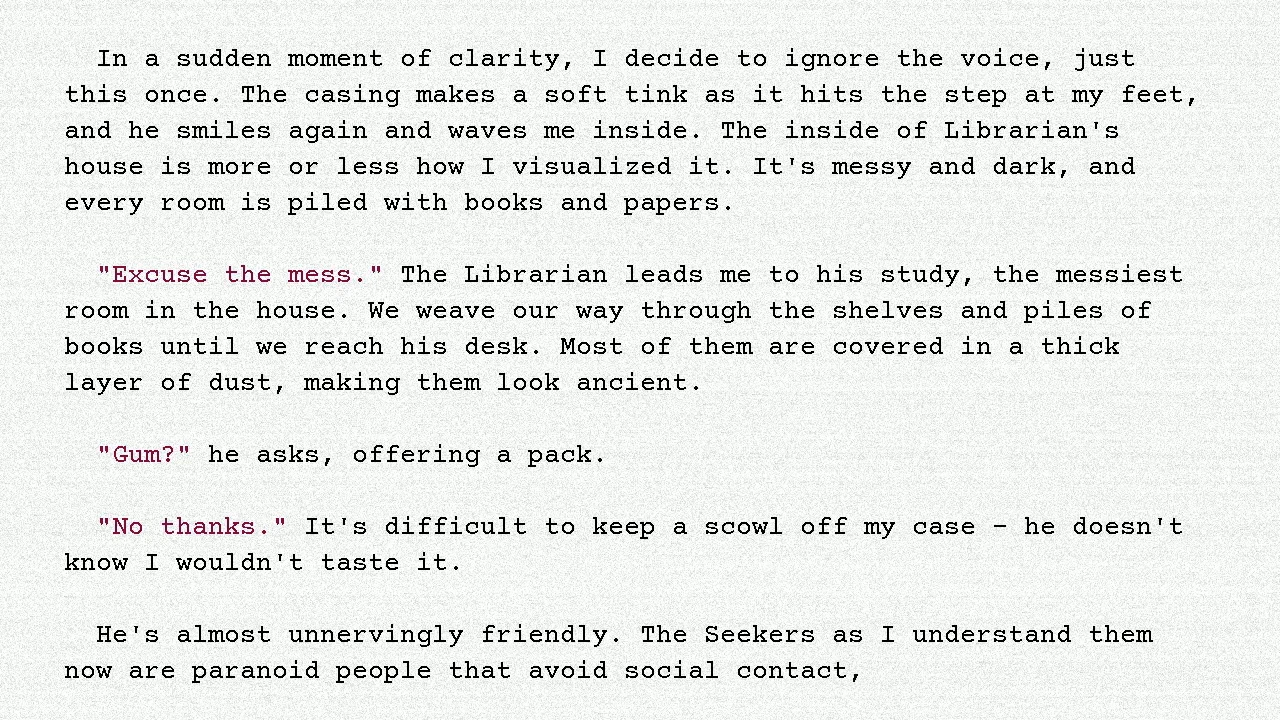 In a sudden moment of clarity, I decide to ignore the voice, just
this once. The casing makes a soft tink as it hits the step at my feet,
and he smiles again and waves me inside. The inside of Librarian's
house is more or less how I visualized it. It's messy and dark, and
every room is piled with books and papers.
"Excuse the mess." The Librarian leads me to his study, the messiest
room in the house. We weave our way through the shelves and piles of
books until we reach his desk. Most of them are covered in a thick
layer of dust, making them look ancient.
"Gum?" he asks, offering a pack.
"No thanks." It's difficult to keep a scowl off my case – he doesn't
know I wouldn't taste it.
He's almost unnervingly friendly. The Seekers as I understand them
now are paranoid people that avoid social contact,